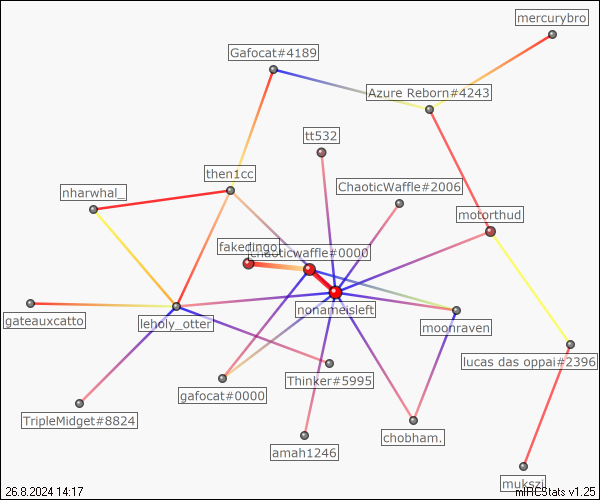 mercurybro
Gafocat#4189
Azure Reborn#4243
tt532
then1cc
ChaoticWaffle#2006
nharwhal_
motorthud
fakedingo
Chaoticwaffle#0000
nonameisleft
gateauxcatto
leholy_otter
moonraven
lucas das oppai#2396
Thinker#5995
gafocat#0000
TripleMidget#8824
chobham.
amah1246
mukszi
26.8.2024 14:17
mIRCStats v1.25